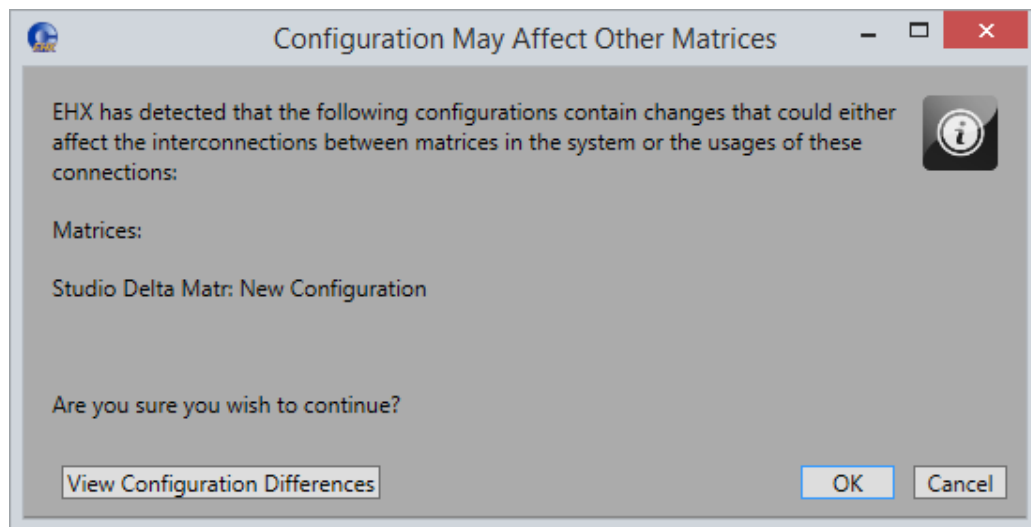 Configuration May Affect Other Matrices
EHX has detected that the following configurations contain changes that could either
affect the interconnections between matrices in the system or the usages of these
connections:
Matrices:
Studio Delta Matr: New Configuration
Are you sure you wish to continue?
View Configuration Differences
OK
Cancel